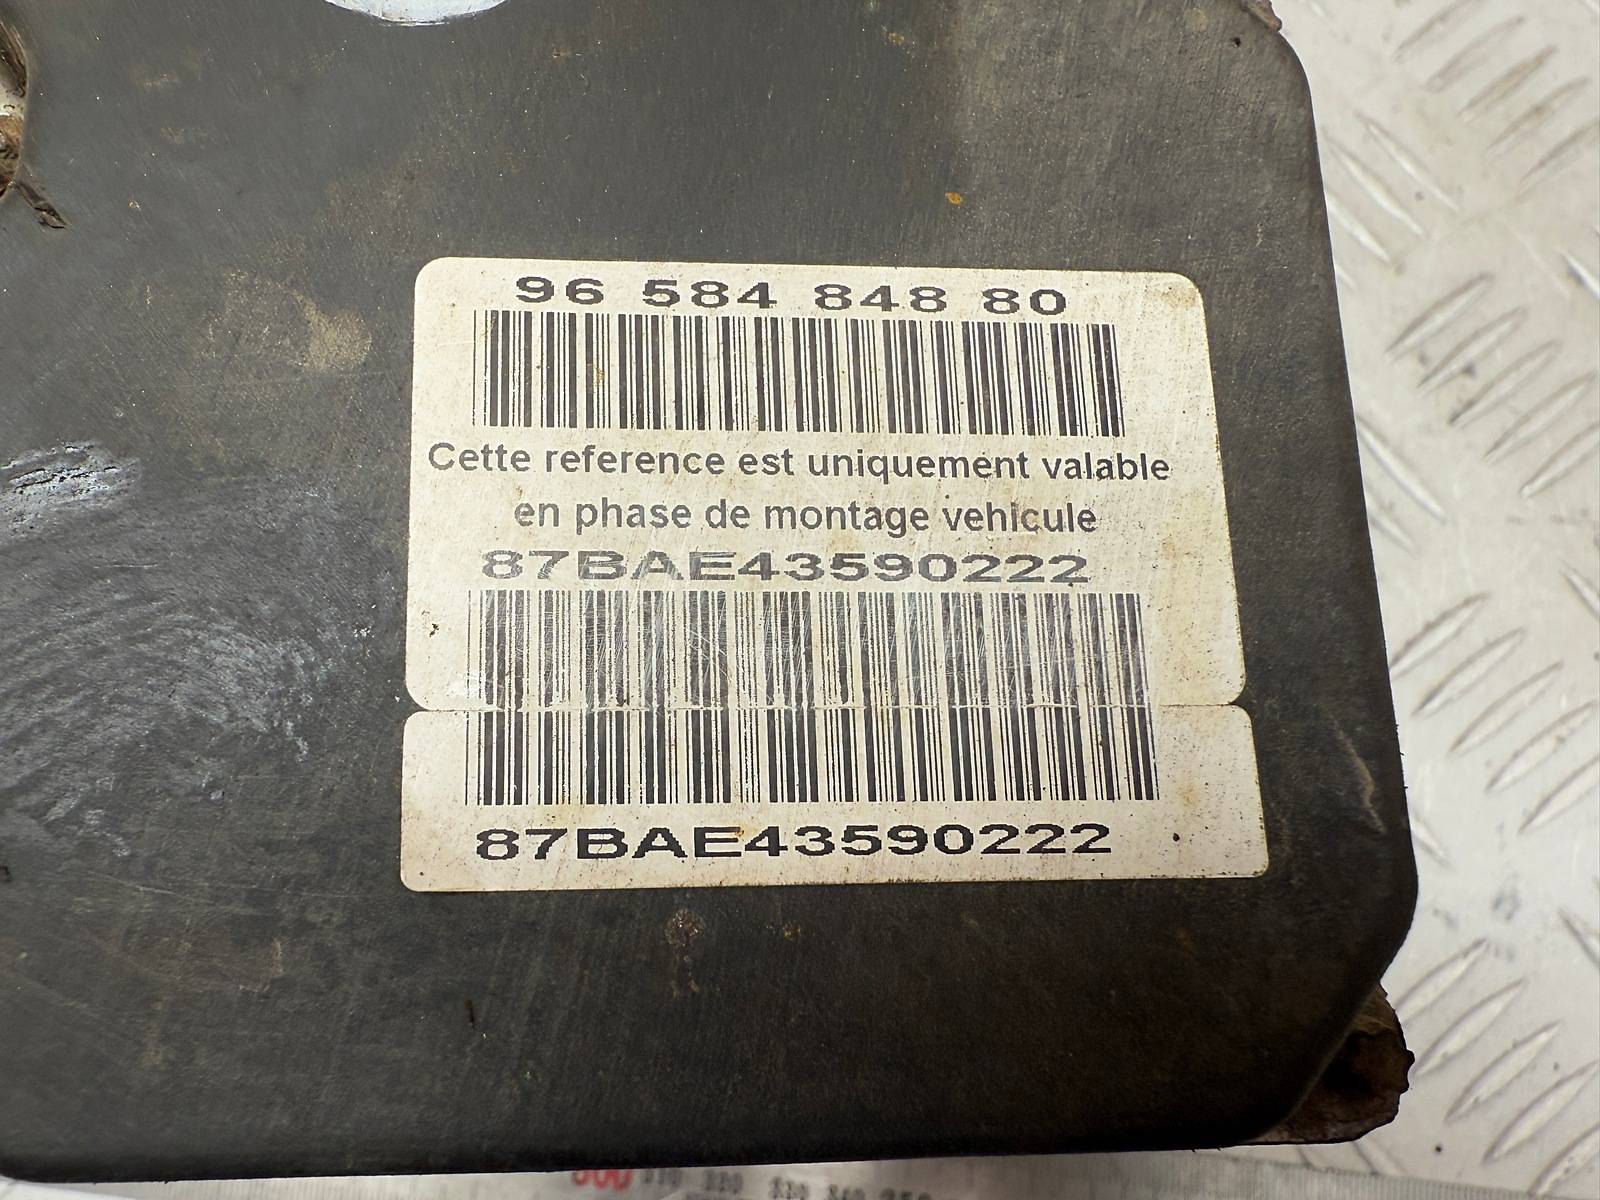 96 584 848 80
Cette reference est uniquement valable
en phase de montage vehicule
87BAE43590222
87BAE43590222